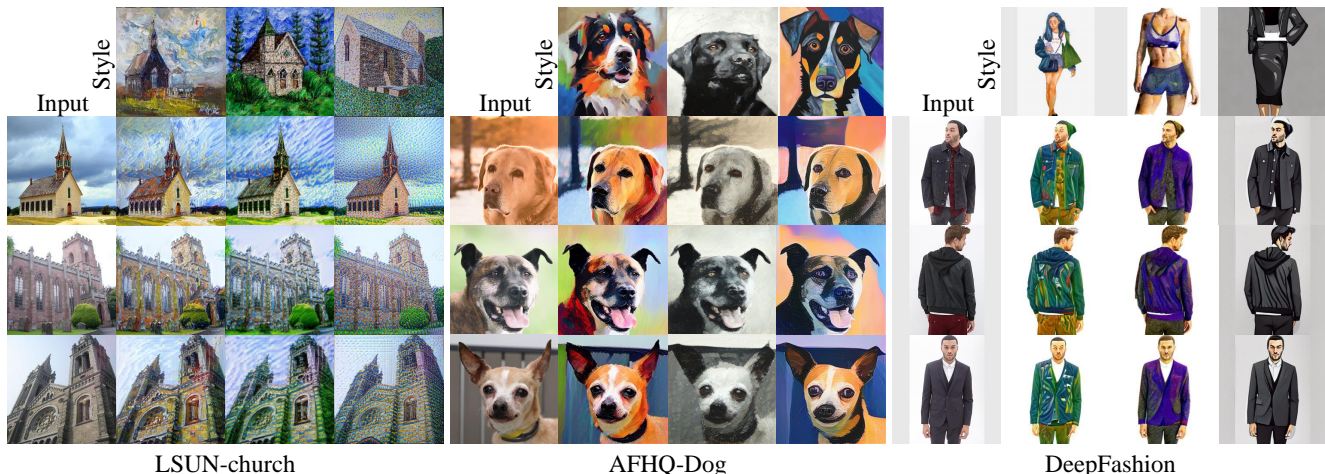 Style
Input
Style
Input
Style
Input
LSUN-church
AFHQ-Dog
DeepFashion